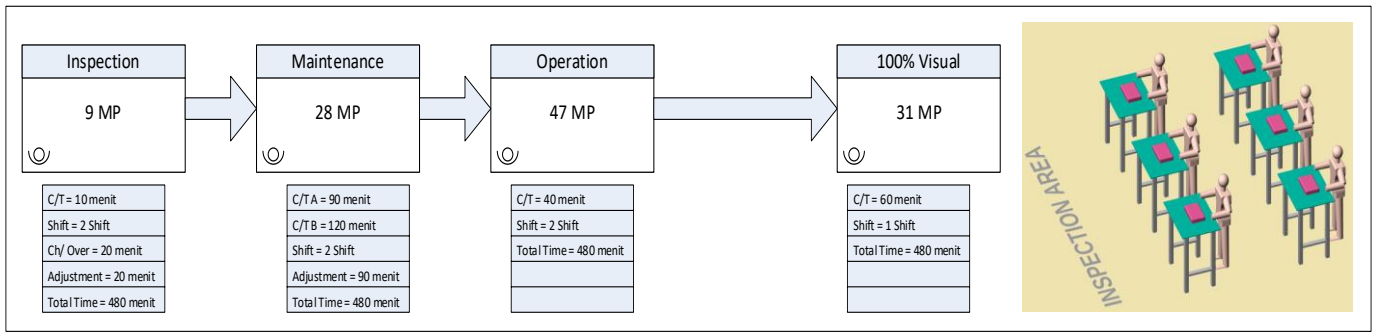 Inspection
9 MP
C/T = 10 menit
Shift = 2 Shift
Ch/ Over = 20 menit
Adjustment = 20 menit
Total Time = 480 menit
Maintenance
28 MP
C/T A = 90 menit
C/T B = 120 menit
Shift = 2 Shift
Adjustment = 90 menit
Total Time = 480 menit
Operation
47 MP
C/T = 40 menit
Shift = 2 Shift
Total Time = 480 menit
100% Visual
31 MP
C/T = 60 menit
Shift = 1 Shift
Total Time = 480 menit
INSPECTION AREA